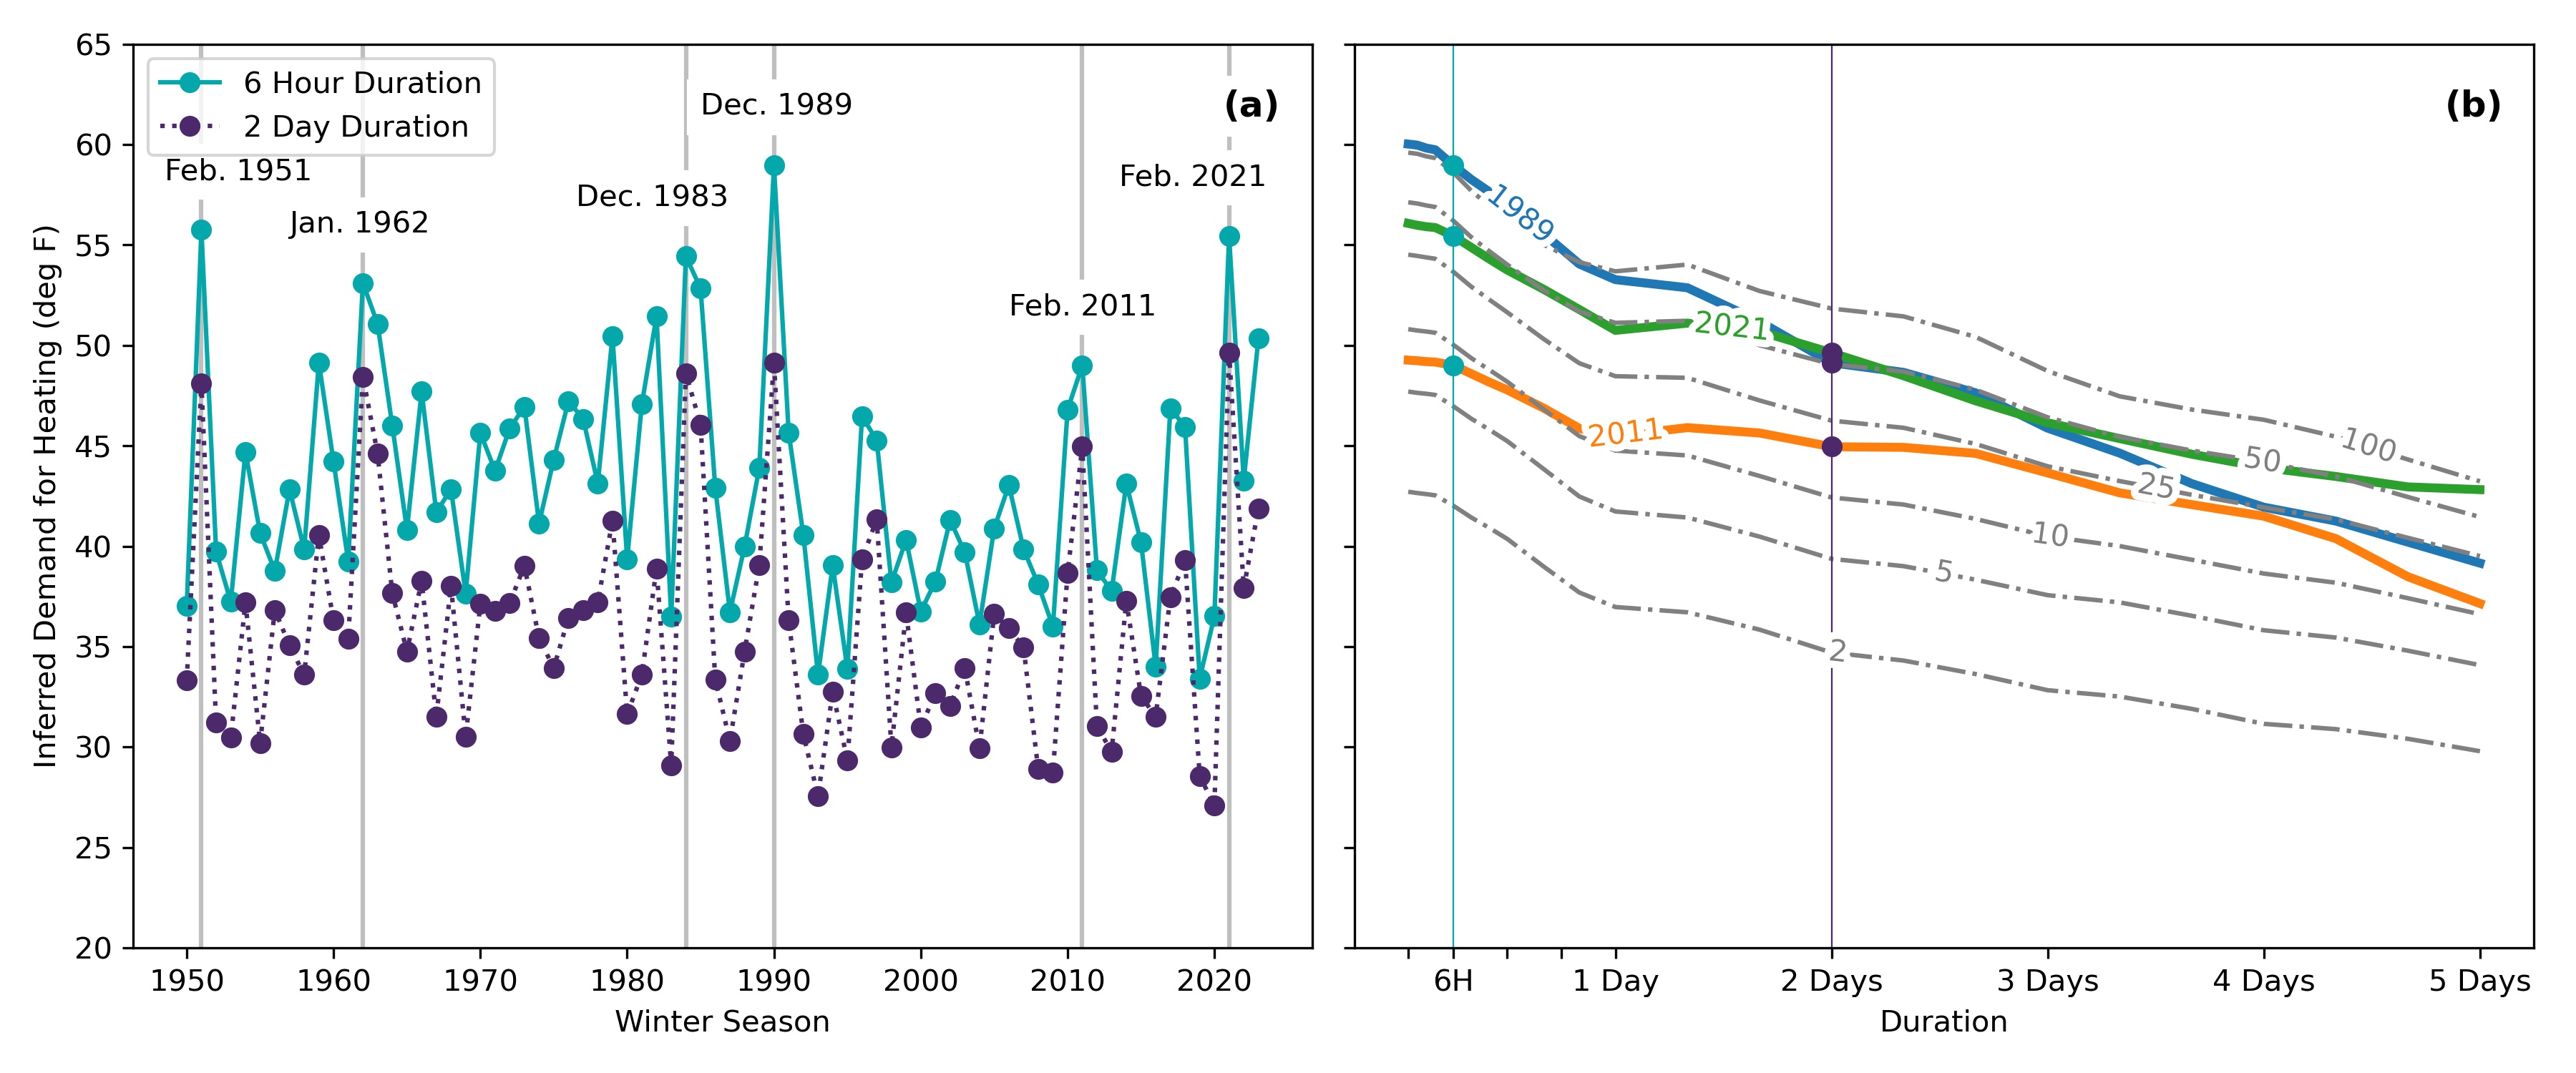 65
60
55
50
45
40
35
30
25
20
Inferred Demand for Heating (deg F)
6 Hour Duration
2 Day Duration
Feb. 1951
Jan. 1962
Dec. 1983
Dec. 1989
Feb. 2011
Feb. 2021
(a)
1950 1960 1970 1980 1990 2000 2010 2020
Winter Season
(b)
1989
2021
2011
100
50
25
10
5
2
6H 1 Day 2 Days 3 Days 4 Days 5 Days
Duration